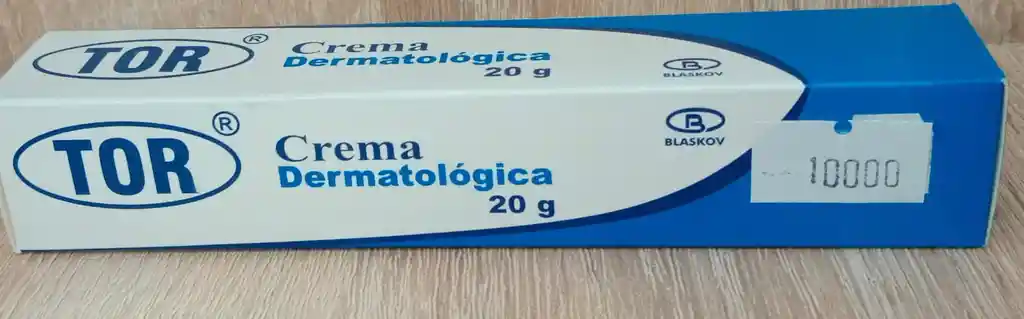 TOR ®
Crema
Dermatológica
20 g
B
BLASKOV
TOR ®
Crema
Dermatológica
20 g
B
BLASKOV
10000